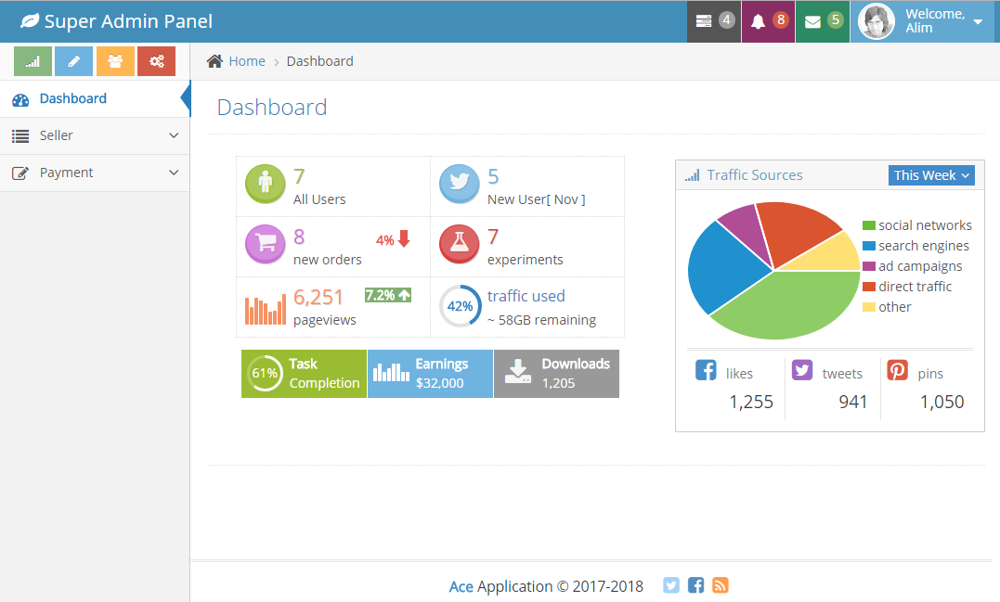 Super Admin Panel
4
8
5
Welcome,
Alim
Home > Dashboard
Dashboard
Seller
Payment
Dashboard
7
All Users
5
New User[ Nov ]
8
new orders
4%
7
experiments
6,251
pageviews
7.2%
42%
traffic used
~ 58GB remaining
61%
Task
Completion
Earnings
$32,000
Downloads
1,205
Traffic Sources
This Week
social networks
search engines
ad campaigns
direct traffic
other
likes
1,255
tweets
941
pins
1,050
Ace Application © 2017-2018